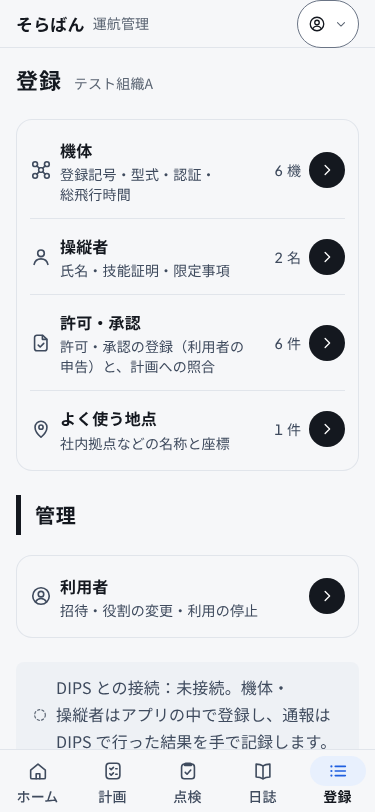 そらばん 運航管理
登録 テスト組織A
機体
登録記号・型式・認証・
総飛行時間
6 機
操縦者
氏名・技能証明・限定事項
2 名
許可・承認
許可・承認の登録（利用者の
申告）と、計画への照合
6 件
よく使う地点
社内拠点などの名称と座標
1 件
管理
利用者
招待・役割の変更・利用の停止
DIPS との接続：未接続。機体・
操縦者はアプリの中で登録し、通報は
DIPS で行った結果を手で記録します。
ホーム 計画 点検 日誌 登録